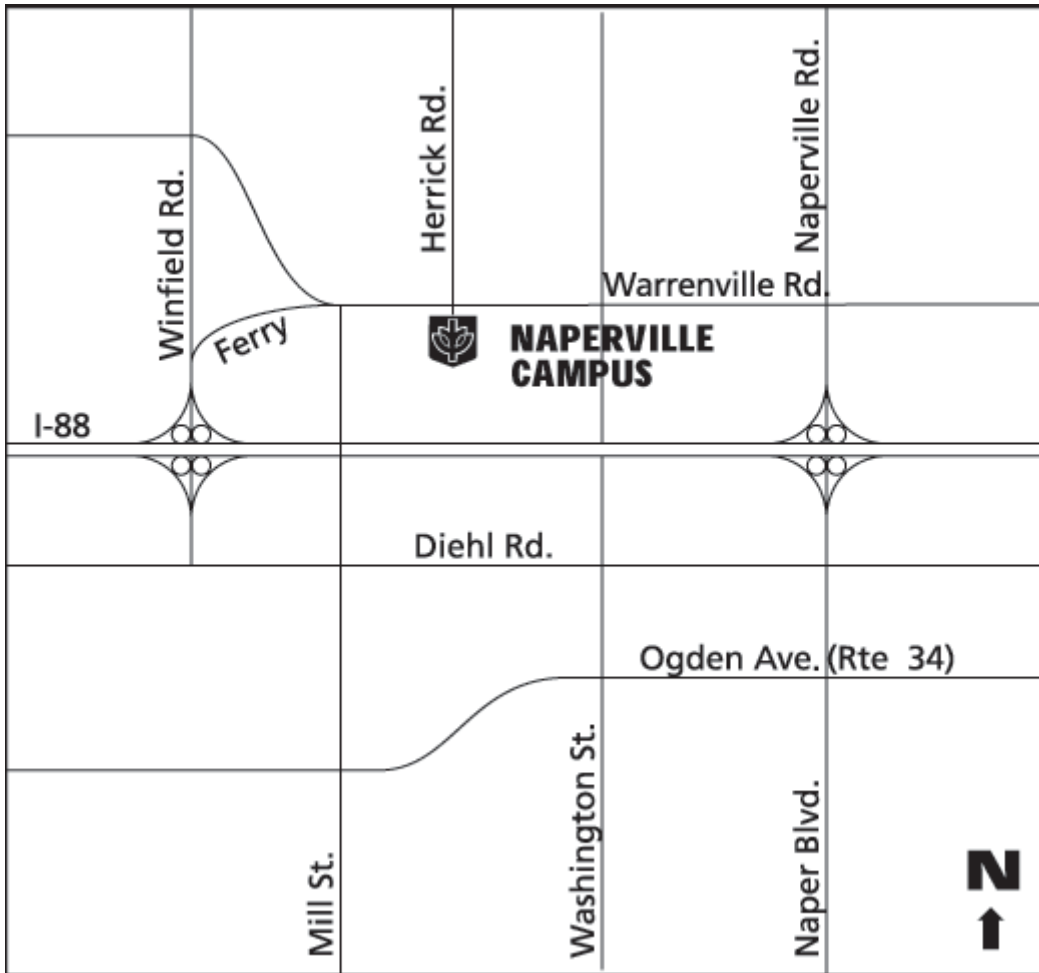 Naperville Rd.
Herrick Rd.
Winfield Rd.
Warrenville Rd.
Ferry
NAPERVILLE
CAMPUS
I-88
Diehl Rd.
Ogden Ave. (Rte 34)
Washington St.
Naper Blvd.
Mill St.
N